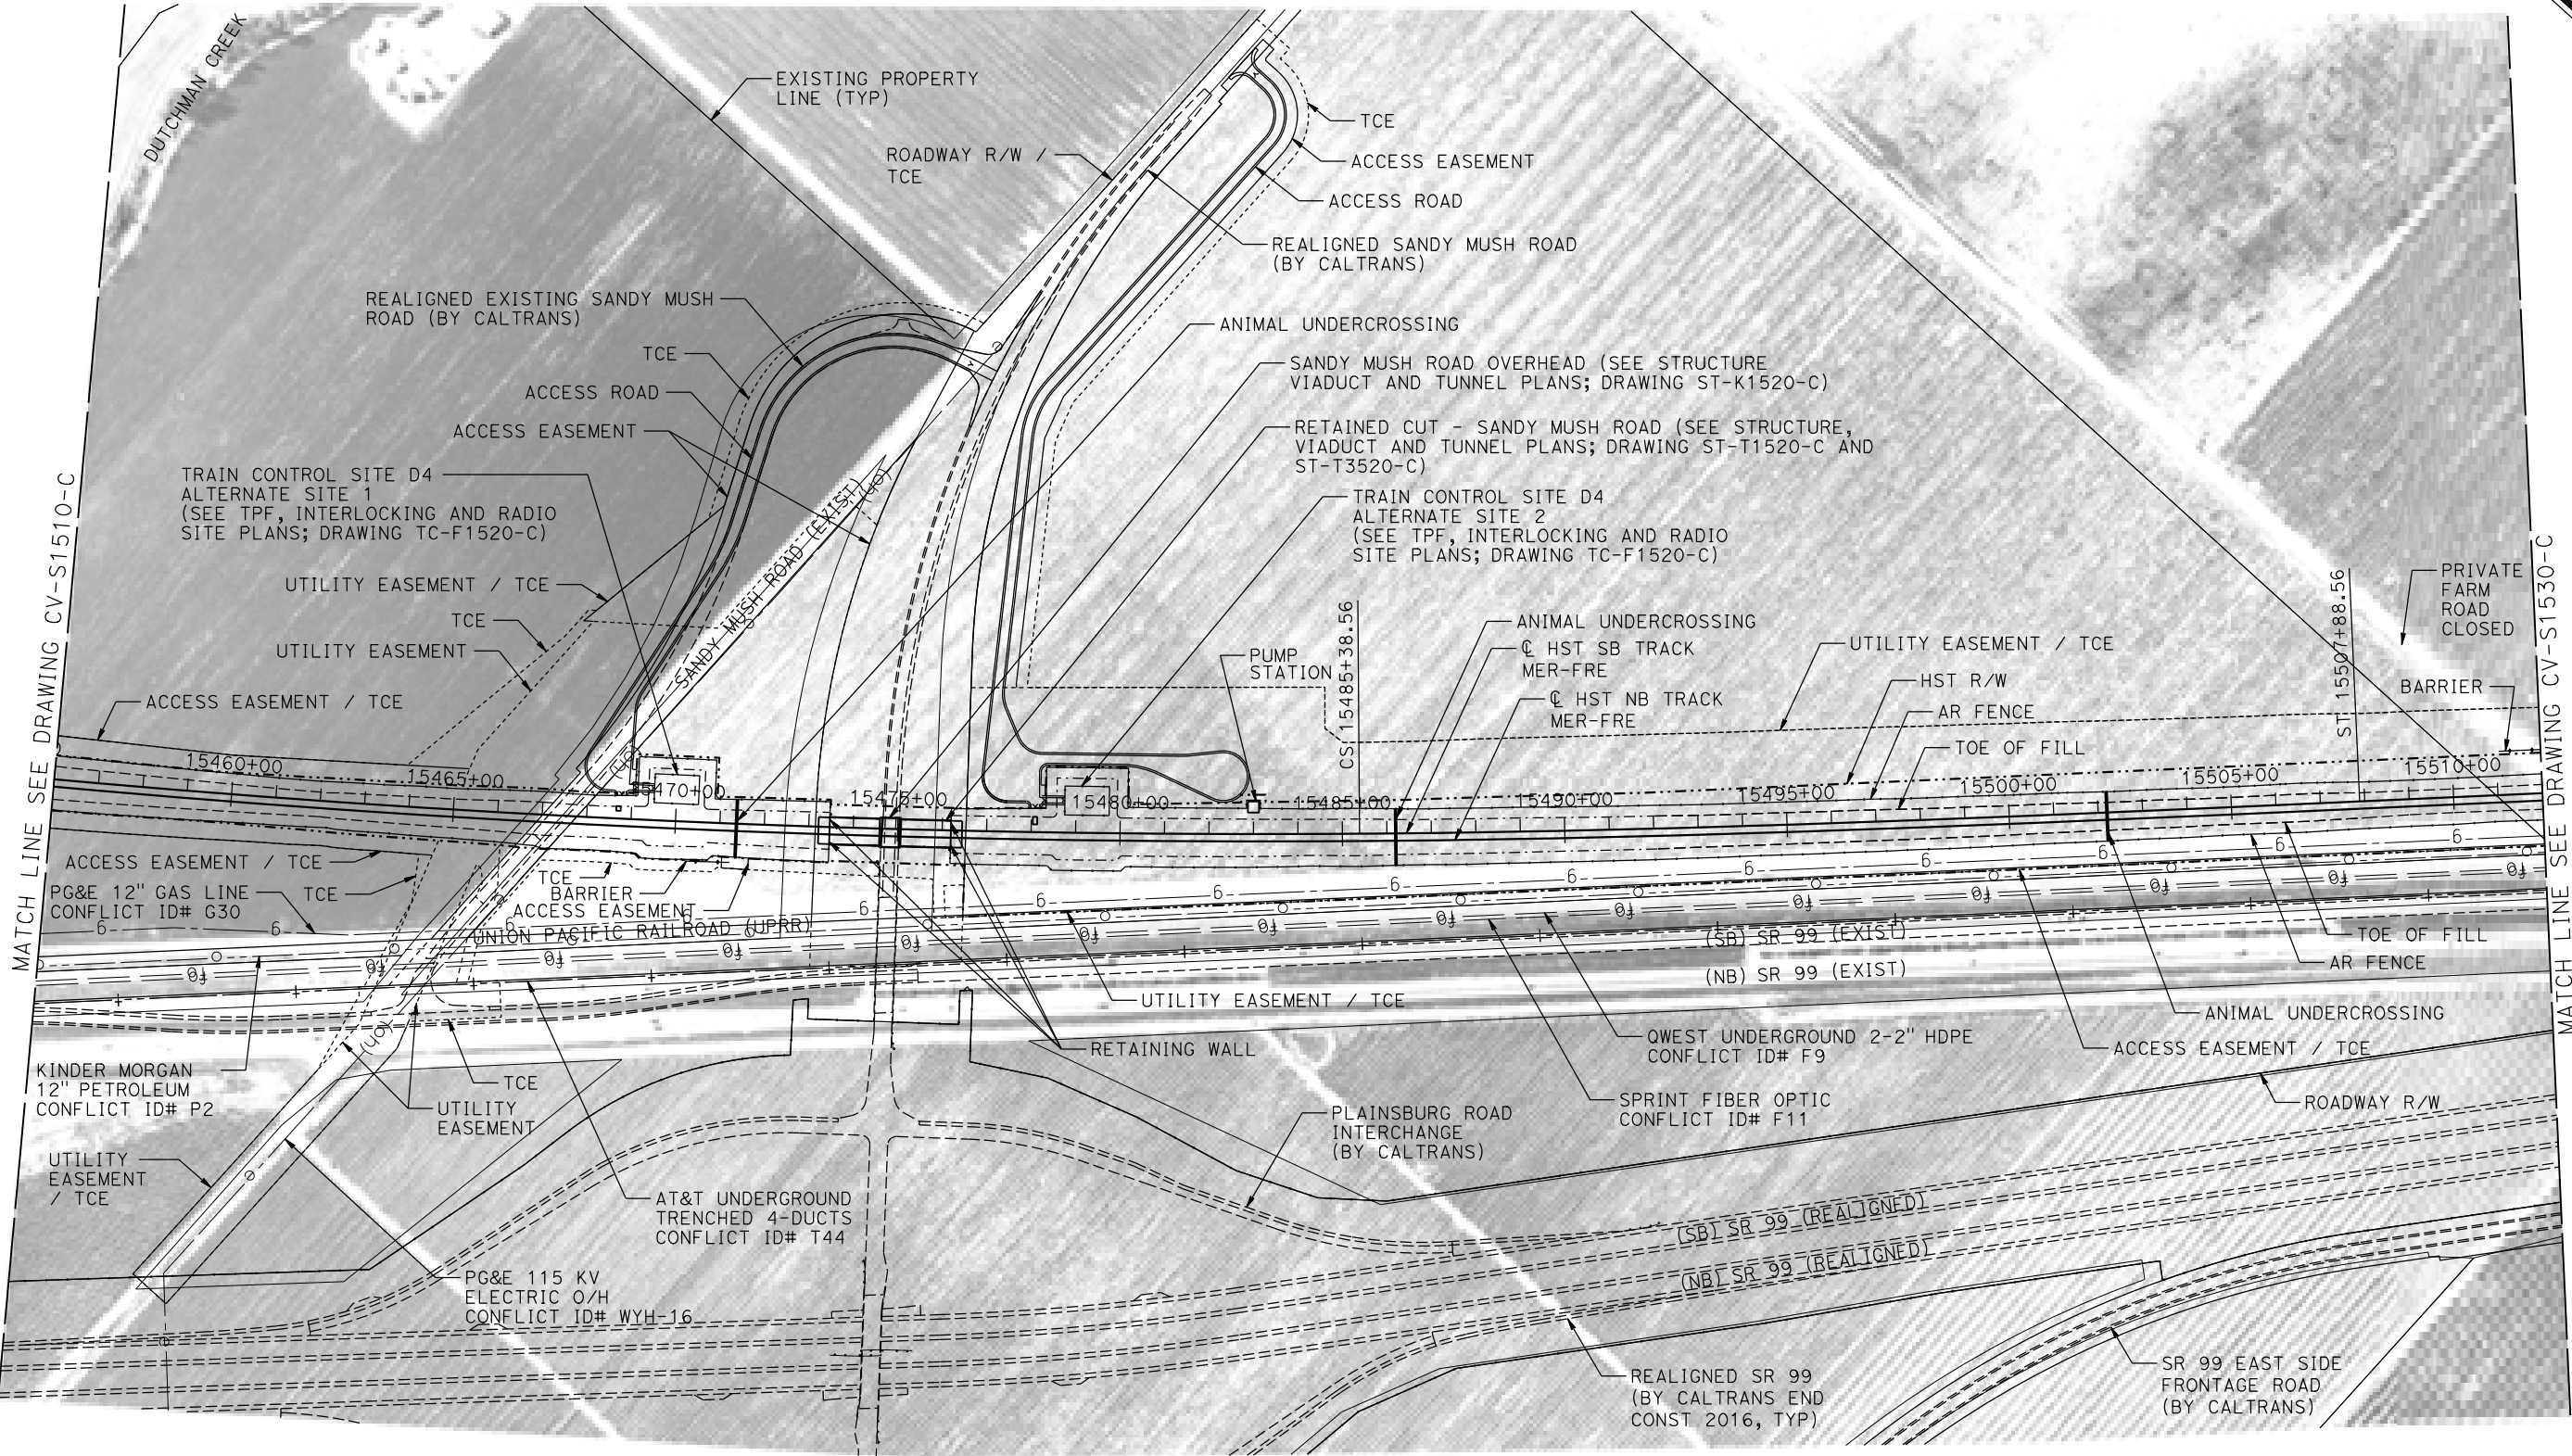 DUTCHMAN CREEK
EXISTING PROPERTY
LINE (TYP)
ROADWAY R/W /
TCE
TCE
ACCESS EASEMENT
ACCESS ROAD
REALIGNED SANDY MUSH ROAD
(BY CALTRANS)
REALIGNED EXISTING SANDY MUSH
ROAD (BY CALTRANS)
TCE
ACCESS ROAD
ACCESS EASEMENT
ANIMAL UNDERCROSSING
SANDY MUSH ROAD OVERHEAD (SEE STRUCTURE
VIADUCT AND TUNNEL PLANS; DRAWING ST-K1520-C)
RETAINED CUT - SANDY MUSH ROAD (SEE STRUCTURE,
VIADUCT AND TUNNEL PLANS; DRAWING ST-T1520-C AND
ST-T3520-C)
TRAIN CONTROL SITE D4
ALTERNATE SITE 1
(SEE TPF, INTERLOCKING AND RADIO
SITE PLANS; DRAWING TC-F1520-C)
TRAIN CONTROL SITE D4
ALTERNATE SITE 2
(SEE TPF, INTERLOCKING AND RADIO
SITE PLANS; DRAWING TC-F1520-C)
SANDY MUSH ROAD (EXIST)
(oh)
UTILITY EASEMENT / TCE
TCE
UTILITY EASEMENT
ACCESS EASEMENT / TCE
MATCH LINE SEE DRAWING CV-S1510-C
PUMP
STATION
CS 15485+38.56
ANIMAL UNDERCROSSING
℄ HST SB TRACK
MER-FRE
℄ HST NB TRACK
MER-FRE
UTILITY EASEMENT / TCE
HST R/W
AR FENCE
TOE OF FILL
ST 15507+88.56
PRIVATE
FARM
ROAD
CLOSED
BARRIER
MATCH LINE SEE DRAWING CV-S1530-C
15460+00
15465+00
15470+00
15475+00
15480+00
15485+00
15490+00
15495+00
15500+00
15505+00
15510+00
ACCESS EASEMENT / TCE
PG&E 12" GAS LINE
CONFLICT ID# G30
TCE
TCE
BARRIER
ACCESS EASEMENT
UNION PACIFIC RAILROAD (UPRR)
(SB) SR 99 (EXIST)
(NB) SR 99 (EXIST)
TOE OF FILL
AR FENCE
ANIMAL UNDERCROSSING
ACCESS EASEMENT / TCE
ROADWAY R/W
UTILITY EASEMENT / TCE
RETAINING WALL
QWEST UNDERGROUND 2-2" HDPE
CONFLICT ID# F9
SPRINT FIBER OPTIC
CONFLICT ID# F11
KINDER MORGAN
12" PETROLEUM
CONFLICT ID# P2
(oh)
TCE
UTILITY
EASEMENT
UTILITY
EASEMENT
/ TCE
PLAINSBURG ROAD
INTERCHANGE
(BY CALTRANS)
AT&T UNDERGROUND
TRENCHED 4-DUCTS
CONFLICT ID# T44
PG&E 115 KV
ELECTRIC O/H
CONFLICT ID# WYH-16
(SB) SR 99 (REALIGNED)
(NB) SR 99 (REALIGNED)
REALIGNED SR 99
(BY CALTRANS END
CONST 2016, TYP)
SR 99 EAST SIDE
FRONTAGE ROAD
(BY CALTRANS)